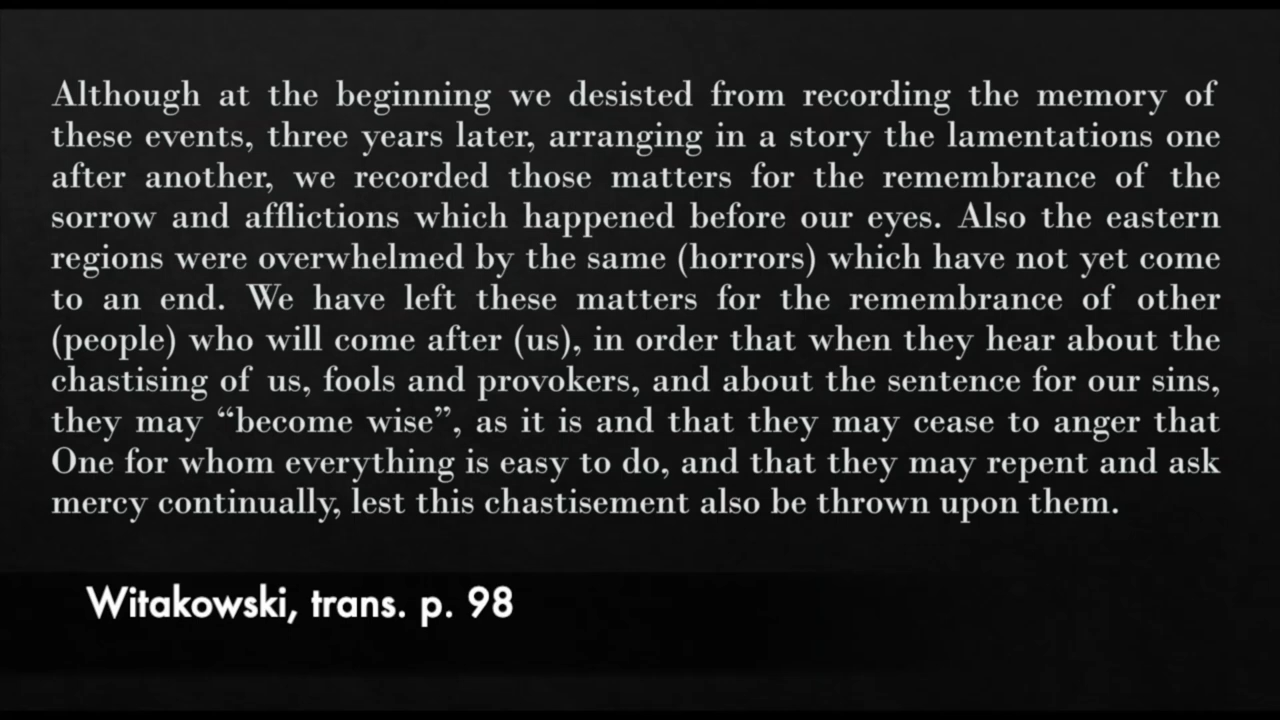 Although at the beginning we desisted from recording the memory of
these events, three years later, arranging in a story the lamentations one
after another, we recorded those matters for the remembrance of the
sorrow and afflictions which happened before our eyes. Also the eastern
regions were overwhelmed by the same (horrors) which have not yet come
to an end. We have left these matters for the remembrance of other
(people) who will come after (us), in order that when they hear about the
chastising of us, fools and provokers, and about the sentence for our sins,
they may “become wise”, as it is and that they may cease to anger that
One for whom everything is easy to do, and that they may repent and ask
mercy continually, lest this chastisement also be thrown upon them.
Witakowski, trans. p. 98